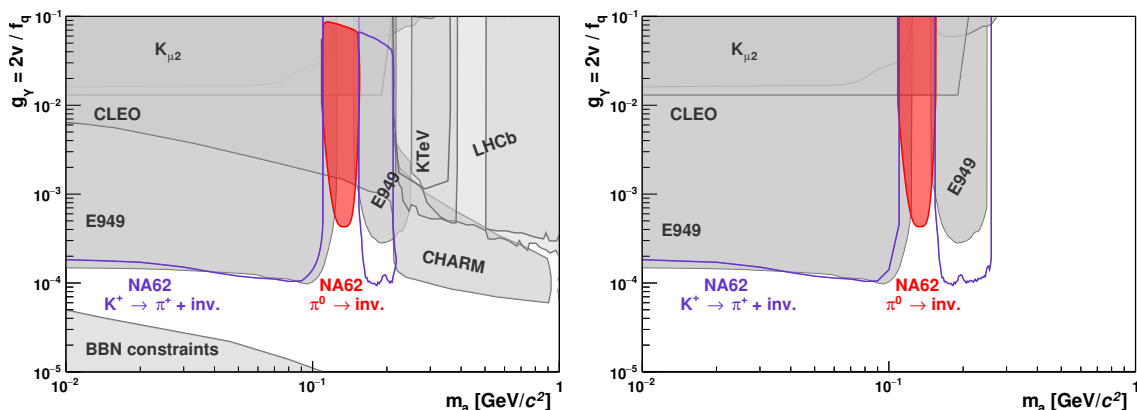 g_Y = 2v / f_q
10⁻¹
10⁻²
10⁻³
10⁻⁴
10⁻⁵
K_μ2
CLEO
E949
E949
KTeV
LHCb
CHARM
NA62
K⁺ → π⁺ + inv.
NA62
π⁰ → inv.
BBN constraints
10⁻²
10⁻¹
1
m_a [GeV/c²]
g_Y = 2v / f_q
10⁻¹
10⁻²
10⁻³
10⁻⁴
10⁻⁵
K_μ2
CLEO
E949
E949
NA62
K⁺ → π⁺ + inv.
NA62
π⁰ → inv.
10⁻²
10⁻¹
1
m_a [GeV/c²]